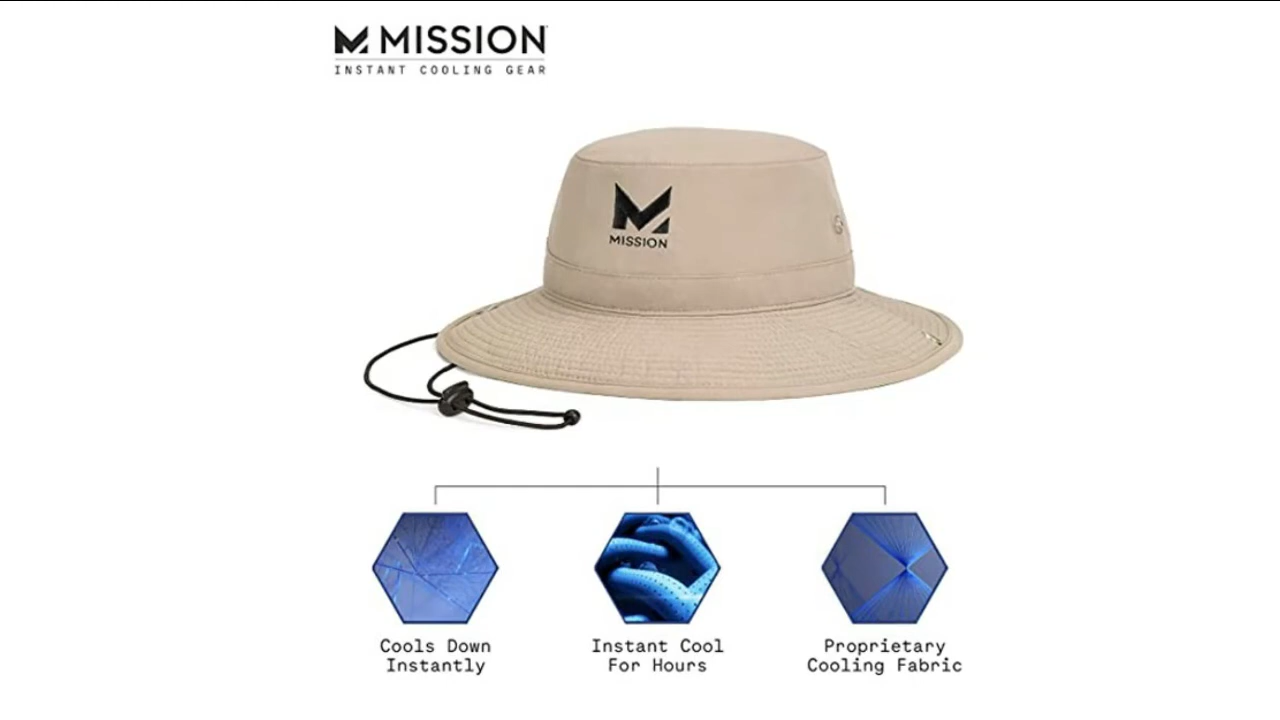 MISSION
INSTANT COOLING GEAR
MISSION
Cools Down
Instantly
Instant Cool
For Hours
Proprietary
Cooling Fabric